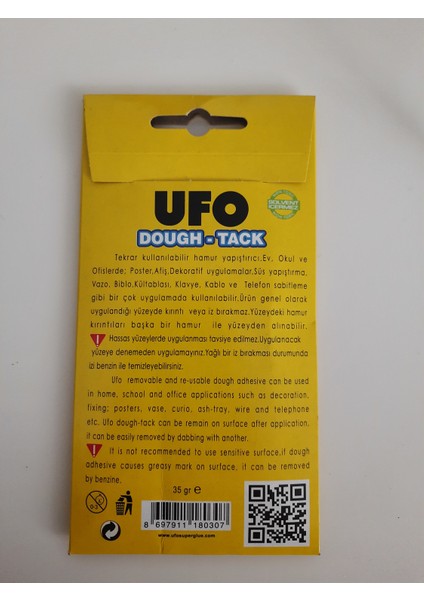 UFO
SOLVENT
İÇERMEZ
DOUGH - TACK
Tekrar kullanılabilir hamur yapıştırıcı.Ev, Okul ve
Ofislerde; Poster,Afiş,Dekoratif uygulamalar,Süs yapıştırma,
Vazo, Biblo,Kültablası, Klavye, Kablo ve Telefon sabitleme
gibi bir çok uygulamada kullanılabilir.Ürün genel olarak
uygulandığı yüzeyde kırıntı veya iz bırakmaz.Yüzeydeki hamur
kırıntıları başka bir hamur ile yüzeyden alınabilir.
Hassas yüzeylerde uygulanması tavsiye edilmez.Uygulanacak
yüzeye denemeden uygulamayınız.Yağlı bir iz bırakması durumunda
izi benzin ile temizleyebilirsiniz.
Ufo removable and re-usable dough adhesive can be used
in home, school and office applications such as decoration,
fixing; posters, vase, curio, ash-tray, wire and telephone
etc. Ufo dough-tack can be remain on surface after application,
it can be easily removed by dabbing with another.
It is not recommended to use sensitive surface,if dough
adhesive causes greasy mark on surface, it can be removed
by benzine.
35 gr e
0-3
8 697911 180307
www.ufosuperglue.com